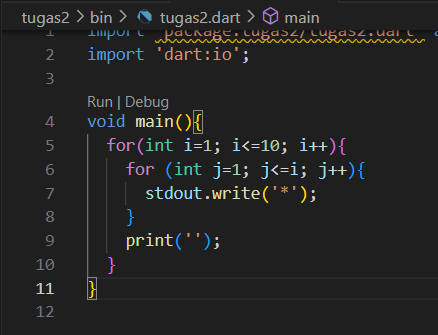 tugas2 > bin > tugas2.dart > main
1 import 'package:tugas2/tugas2.dart' a
2 import 'dart:io';
3
Run | Debug
4 void main(){
5 for(int i=1; i<=10; i++){
6 for (int j=1; j<=i; j++){
7 stdout.write('*');
8 }
9 print('');
10 }
11 }
12